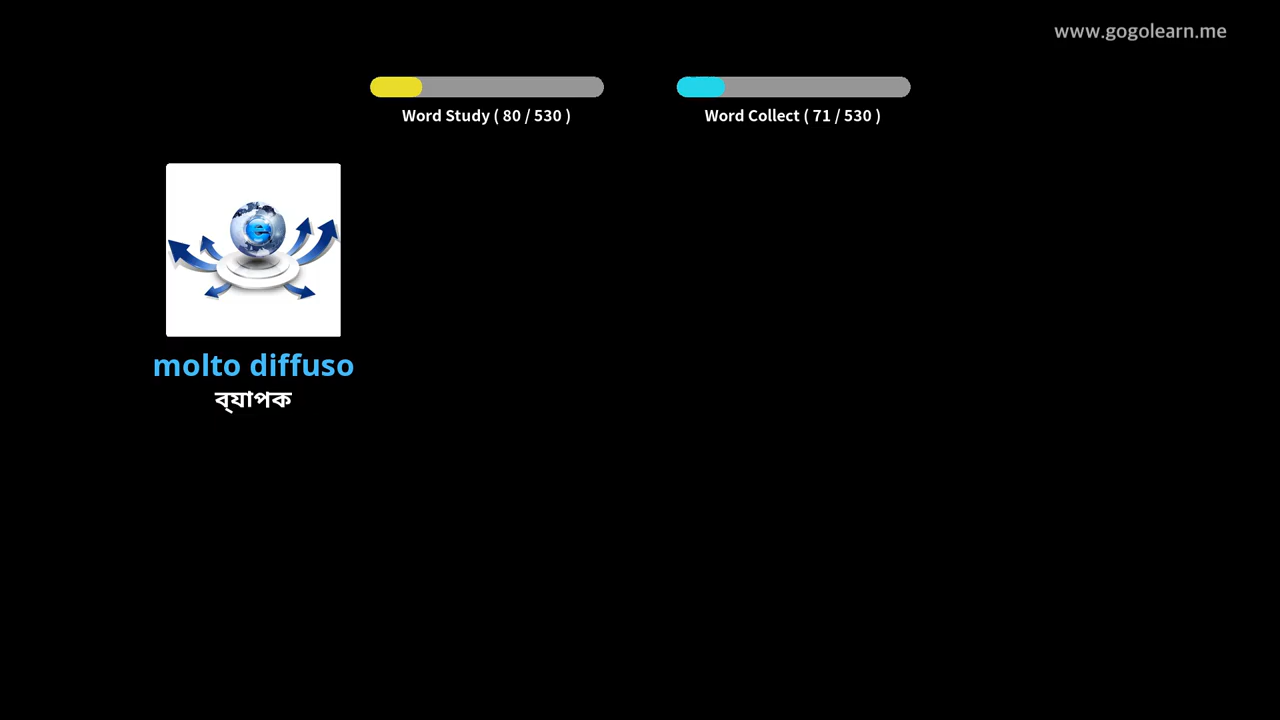 www.gogolearn.me
Word Study ( 80 / 530 )
Word Collect ( 71 / 530 )
e
molto diffuso
ব্যাপক